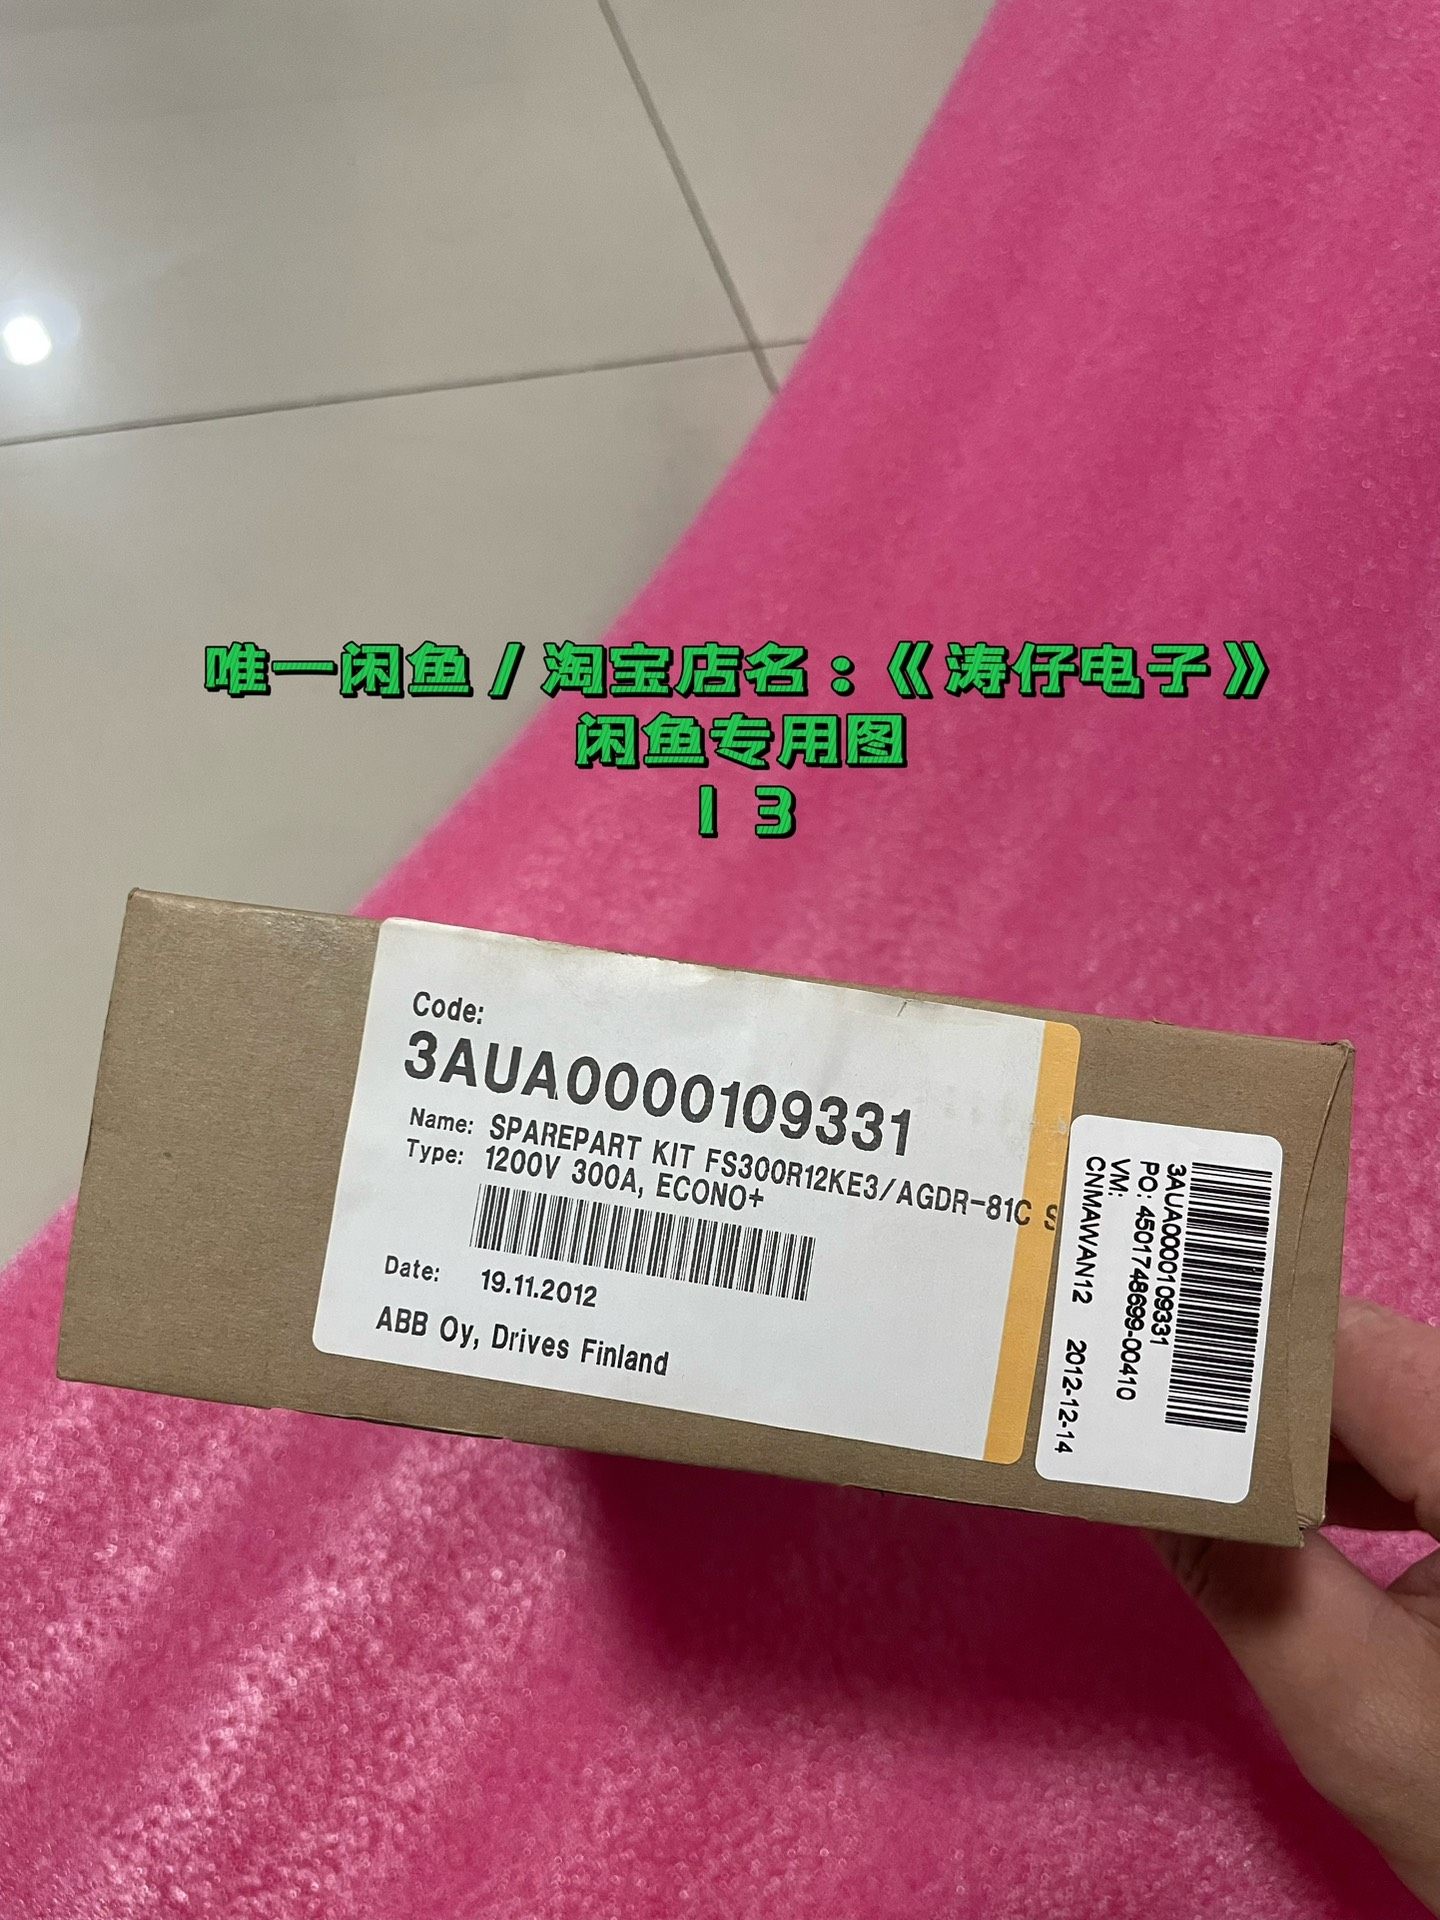 唯一闲鱼/淘宝店名:《涛仔电子》
闲鱼专用图
13
Code:
3AUA0000109331
Name: SPAREPART KIT FS300R12KE3/AGDR-81C S
Type: 1200V 300A, ECONO+
Date: 19.11.2012
ABB Oy, Drives Finland
3AUA0000109331
PO: 4501748699-00410
VM:
CNMAWAN12 2012-12-14